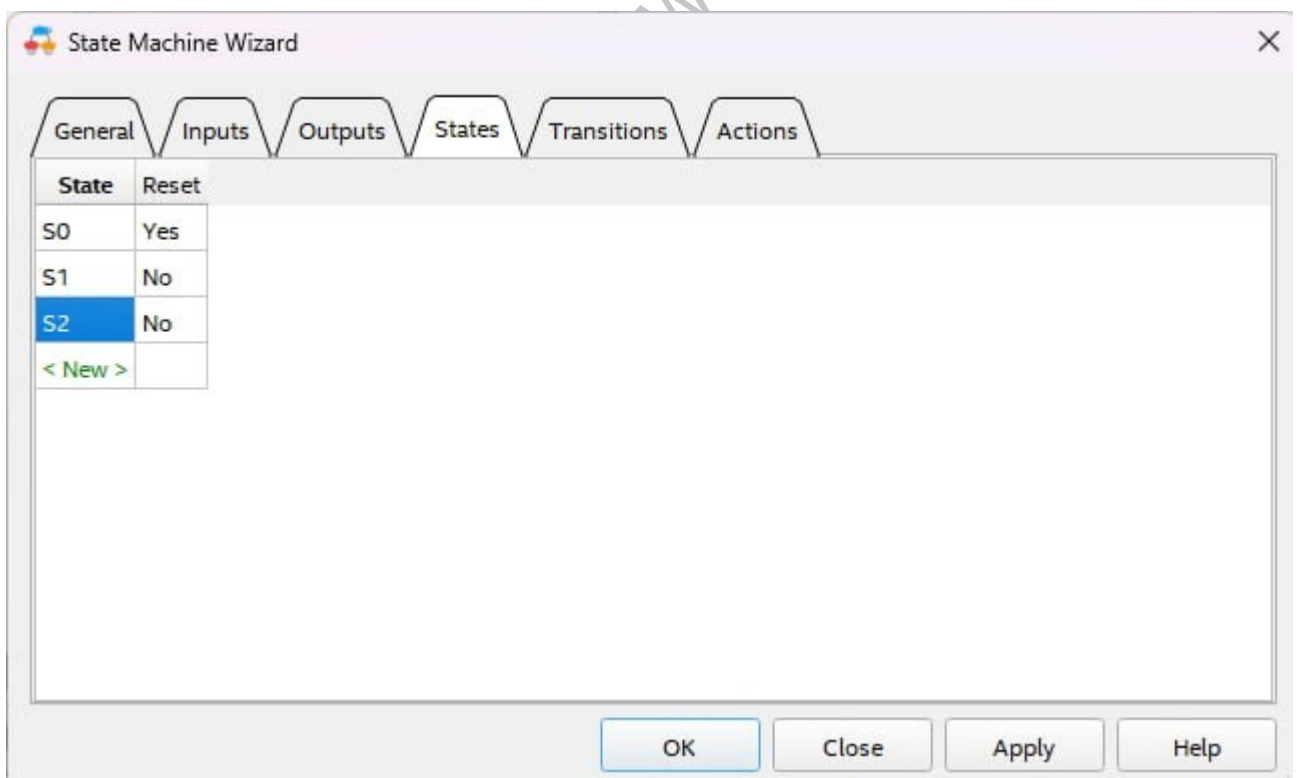 State Machine Wizard
General Inputs Outputs States Transitions Actions
State Reset
S0 Yes
S1 No
S2 No
< New >
OK Close Apply Help